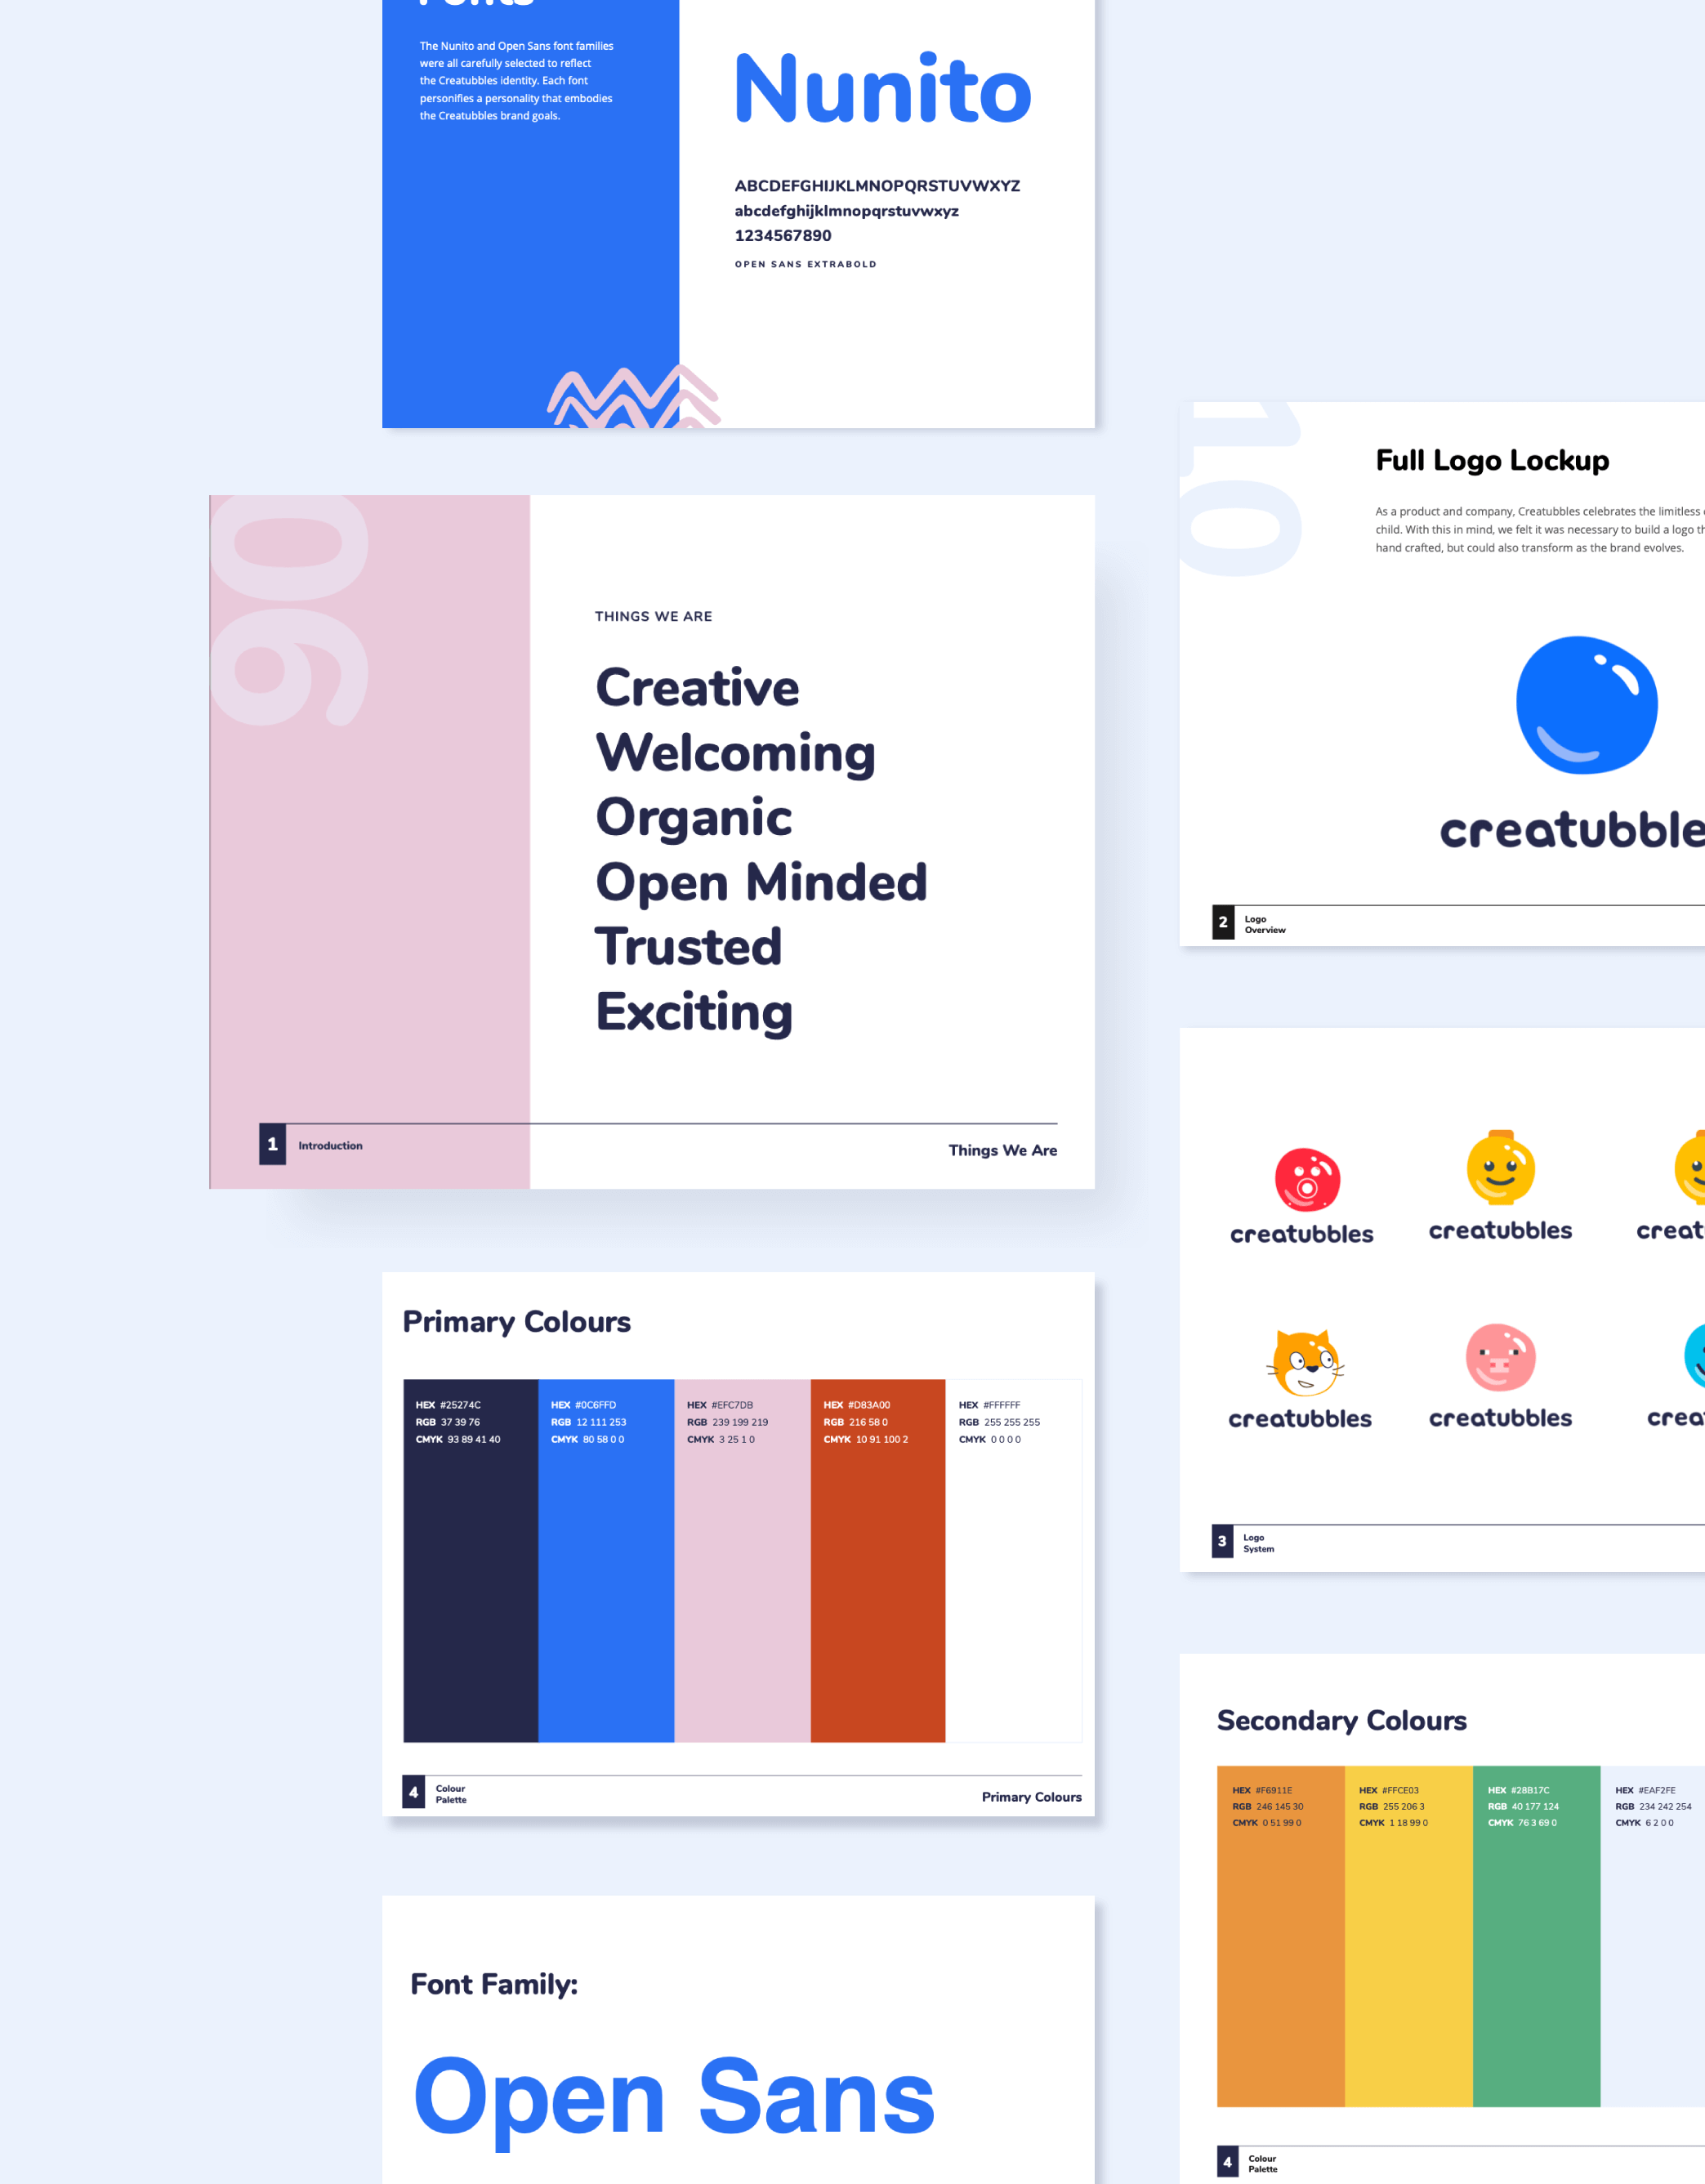 Fonts
The Nunito and Open Sans font families
were all carefully selected to reflect
the Creatubbles identity. Each font
personifies a personality that embodies
the Creatubbles brand goals.
Nunito
ABCDEFGHIJKLMNOPQRSTUVWXYZ
abcdefghijklmnopqrstuvwxyz
1234567890
OPEN SANS EXTRABOLD
06
THINGS WE ARE
Creative
Welcoming
Organic
Open Minded
Trusted
Exciting
1 Introduction
Things We Are
Primary Colours
HEX #25274C
RGB 37 39 76
CMYK 93 89 41 40
HEX #0C6FFD
RGB 12 111 253
CMYK 80 58 0 0
HEX #EFC7DB
RGB 239 199 219
CMYK 3 25 1 0
HEX #D83A00
RGB 216 58 0
CMYK 10 91 100 2
HEX #FFFFFF
RGB 255 255 255
CMYK 0 0 0 0
4 Colour
Palette
Primary Colours
Font Family:
Open Sans
10
Full Logo Lockup
As a product and company, Creatubbles celebrates the limitless
child. With this in mind, we felt it was necessary to build a logo
hand crafted, but could also transform as the brand evolves.
creatubble
2 Logo
Overview
creatubbles
creatubbles
creat
creatubbles
creatubbles
crea
3 Logo
System
Secondary Colours
HEX #F6911E
RGB 246 145 30
CMYK 0 51 99 0
HEX #FFCE03
RGB 255 206 3
CMYK 1 18 99 0
HEX #28B17C
RGB 40 177 124
CMYK 76 3 69 0
HEX #EAF2FE
RGB 234 242 254
CMYK 6 2 0 0
4 Colour
Palette